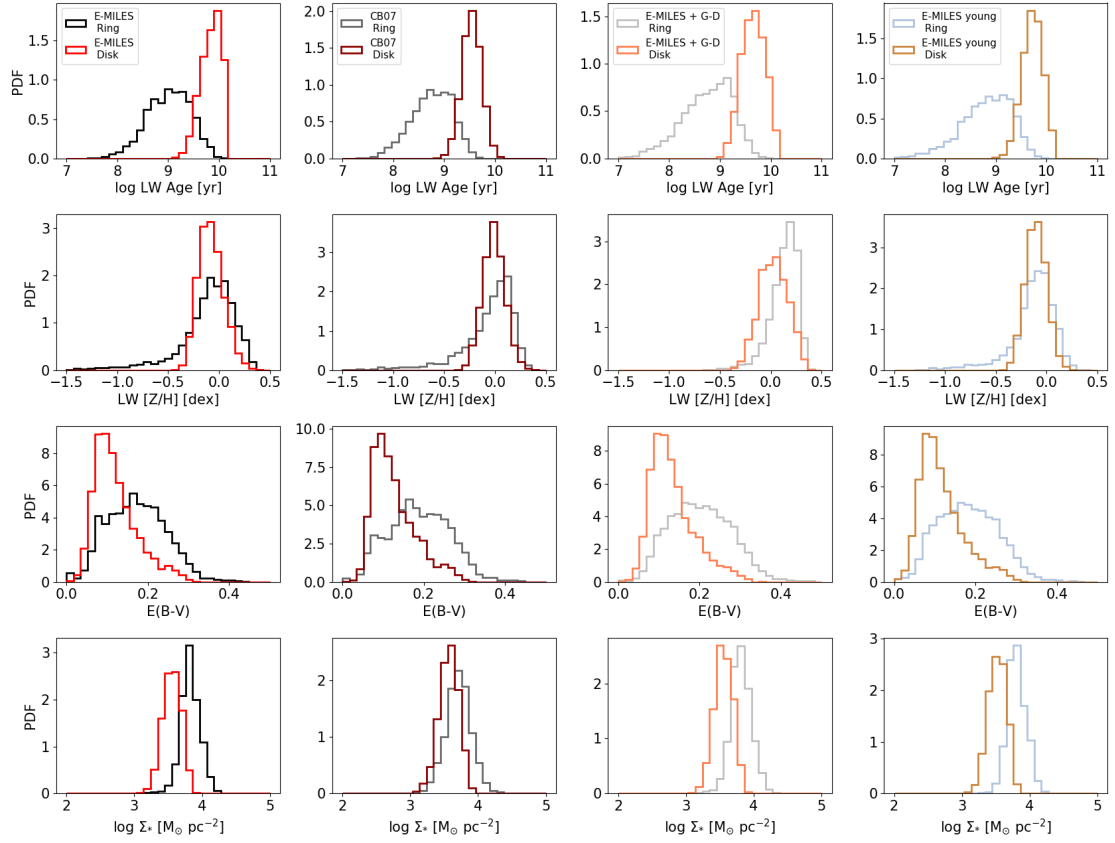 E-MILES
Ring
E-MILES
Disk
PDF
0.0
0.5
1.0
1.5
7 8 9 10 11
log LW Age [yr]
CB07
Ring
CB07
Disk
0.0
0.5
1.0
1.5
2.0
7 8 9 10 11
log LW Age [yr]
E-MILES + G-D
Ring
E-MILES + G-D
Disk
0.0
0.5
1.0
1.5
7 8 9 10 11
log LW Age [yr]
E-MILES young
Ring
E-MILES young
Disk
0.0
0.5
1.0
1.5
7 8 9 10 11
log LW Age [yr]
PDF
0
1
2
3
−1.5 −1.0 −0.5 0.0 0.5
LW [Z/H] [dex]
0
1
2
3
4
−1.5 −1.0 −0.5 0.0 0.5
LW [Z/H] [dex]
0
1
2
3
−1.5 −1.0 −0.5 0.0 0.5
LW [Z/H] [dex]
0
1
2
3
−1.5 −1.0 −0.5 0.0 0.5
LW [Z/H] [dex]
PDF
0
2
4
6
8
0.0 0.2 0.4
E(B-V)
0.0
2.5
5.0
7.5
10.0
0.0 0.2 0.4
E(B-V)
0
2
4
6
8
0.0 0.2 0.4
E(B-V)
0
2
4
6
8
0.0 0.2 0.4
E(B-V)
PDF
0
1
2
3
2 3 4 5
log Σ* [M⊙ pc⁻²]
0
1
2
2 3 4 5
log Σ* [M⊙ pc⁻²]
0
1
2
2 3 4 5
log Σ* [M⊙ pc⁻²]
0
1
2
3
2 3 4 5
log Σ* [M⊙ pc⁻²]